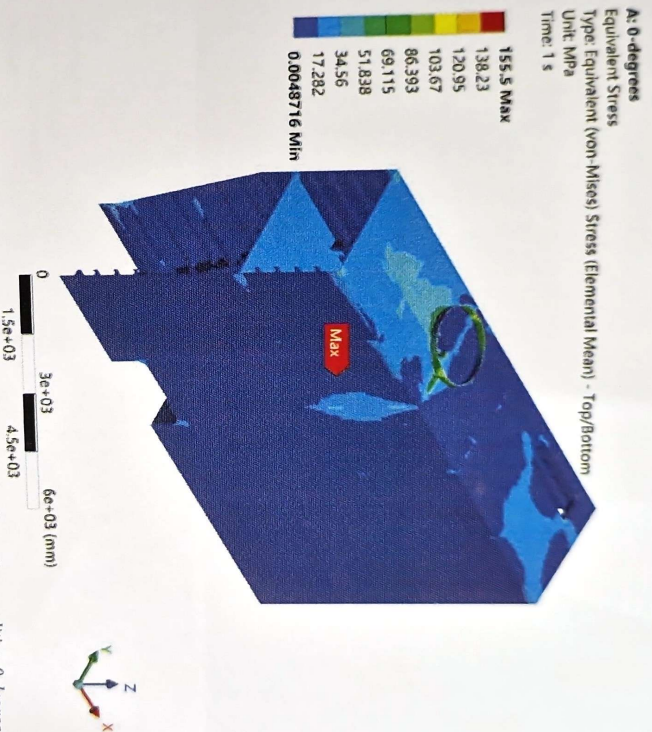 A: 0-degrees
Equivalent Stress
Type: Equivalent (von-Mises) Stress (Elemental Mean) - Top/Bottom
Unit: MPa
Time: 1 s
155.5 Max
138.23
120.95
103.67
86.393
69.115
51.838
34.56
17.282
0.0048716 Min
Max
0
3e+03
6e+03 (mm)
1.5e+03
4.5e+03
Z
Y
X